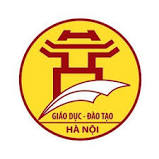 GIÁO DỤC - ĐÀO TẠO
HÀ NỘI